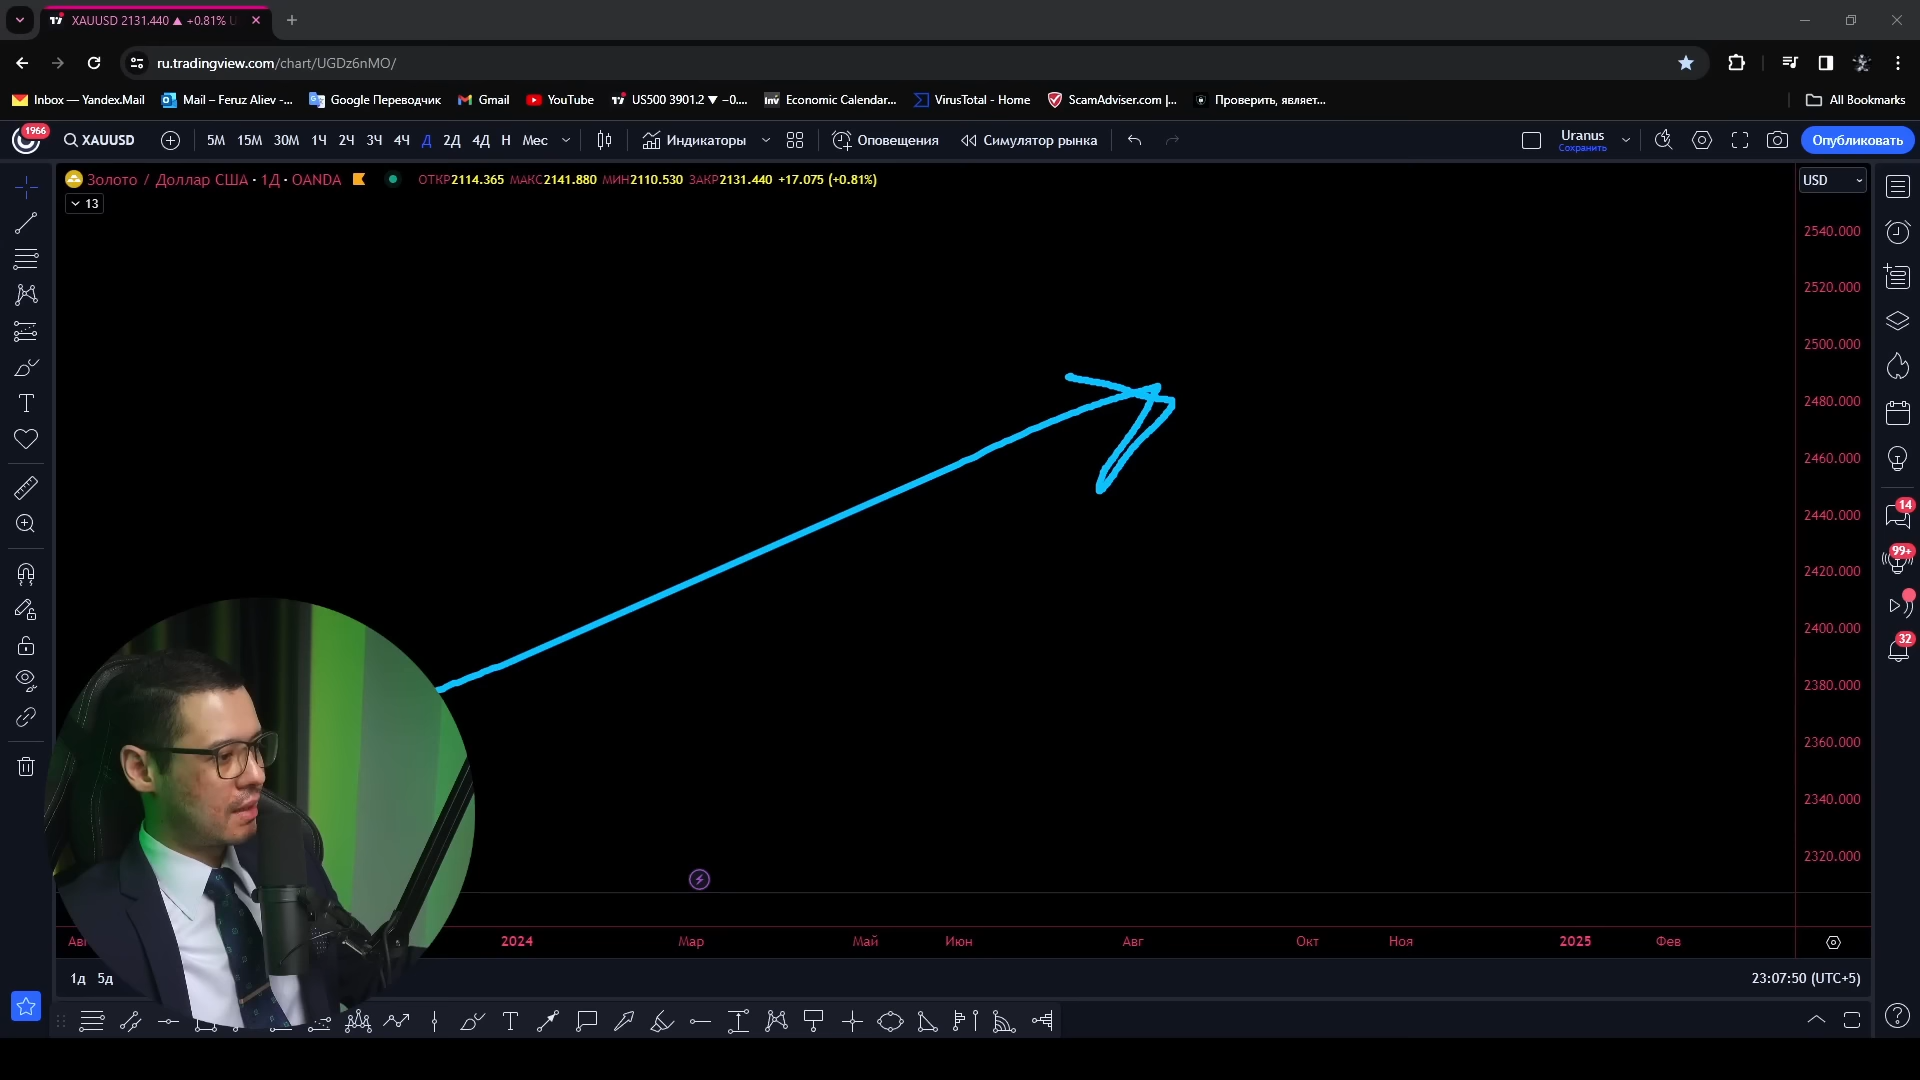 XAUUSD 2131.440 ▲ +0.81%
ru.tradingview.com/chart/UGDz6nMO/
Inbox — Yandex.Mail
Mail – Feruz Aliev -...
Google Переводчик
Gmail
YouTube
US500 3901.2 ▼ −0....
Economic Calendar...
VirusTotal - Home
ScamAdviser.com |...
Проверить, являет...
All Bookmarks
1966
XAUUSD
5М 15М 30М 1Ч 2Ч 3Ч 4Ч Д 2Д 4Д Н Мес
Индикаторы
Оповещения
Симулятор рынка
Uranus
Сохранить
Опубликовать
Золото / Доллар США · 1Д · OANDA
ОТКР2114.365 МАКС2141.880 МИН2110.530 ЗАКР2131.440 +17.075 (+0.81%)
USD
13
2540.000
2520.000
2500.000
2480.000
2460.000
2440.000
2420.000
2400.000
2380.000
2360.000
2340.000
2320.000
14
99+
32
2024 Мар Май Июн Авг Окт Ноя 2025 Фев
1д 5д
23:07:50 (UTC+5)